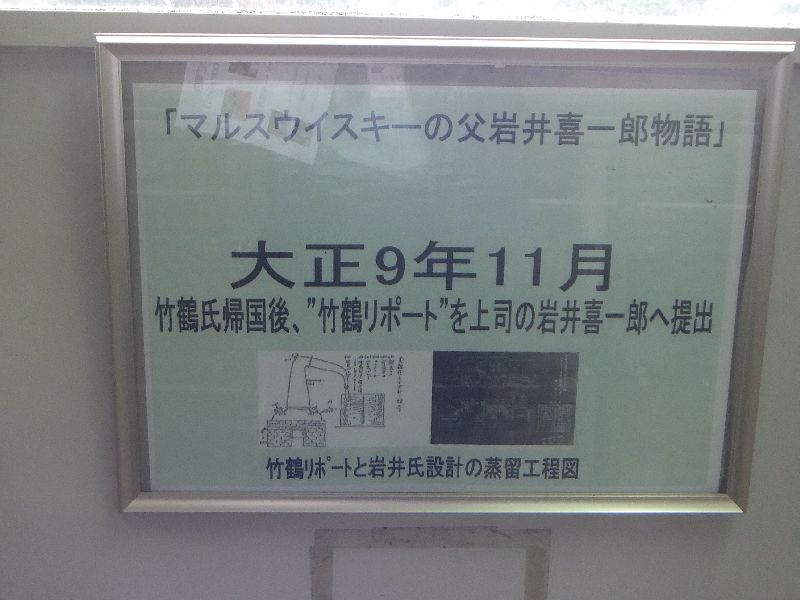 「マルスウイスキーの父岩井喜一郎物語」
大正9年11月
竹鶴氏帰国後、”竹鶴リポート”を上司の岩井喜一郎へ提出
竹鶴ﾘﾎﾟｰﾄと岩井氏設計の蒸留工程図